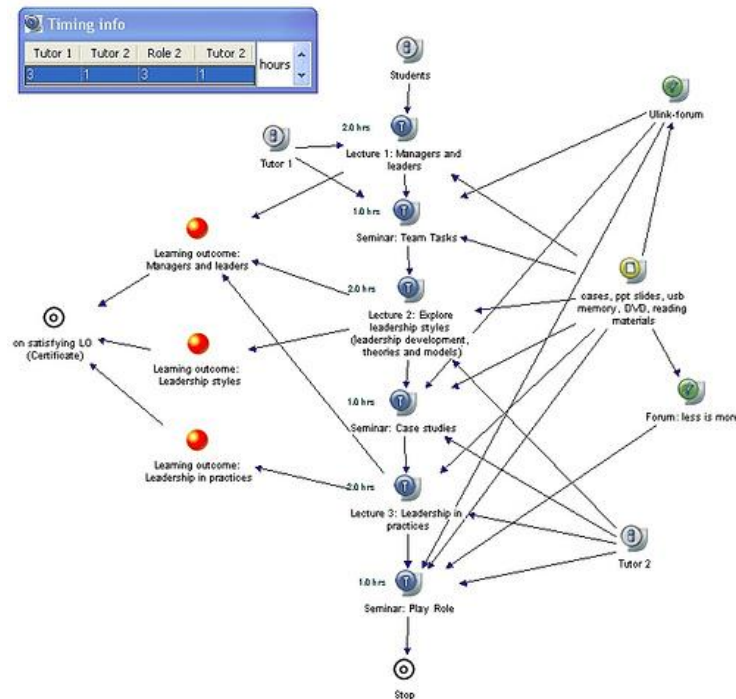 Timing info
Tutor 1 Tutor 2 Role 2 Tutor 2
3 1 3 1
hours
Students
Ulink-forum
2.0 hrs
Lecture 1: Managers and
leaders
Tutor 1
1.0 hrs
Seminar: Team Tasks
Learning outcome:
Managers and leaders
2.0 hrs
Lecture 2: Explore
leadership styles
(leadership development,
theories and models)
cases, ppt slides, usb
memory, DVD, reading
materials
on satisfying LO
(Certificate)
Learning outcome:
Leadership styles
1.0 hrs
Seminar: Case studies
Forum: less is more
Learning outcome:
Leadership in practices
2.0 hrs
Lecture 3: Leadership in
practices
Tutor 2
1.0 hrs
Seminar: Play Role
Stop